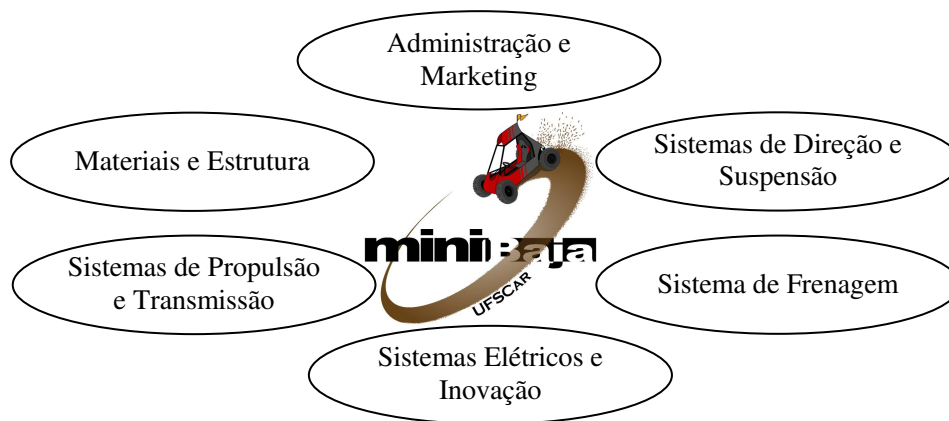 Administração e
Marketing
Materiais e Estrutura
Sistemas de Direção e
Suspensão
mini Baja
UFSCAR
Sistemas de Propulsão
e Transmissão
Sistema de Frenagem
Sistemas Elétricos e
Inovação